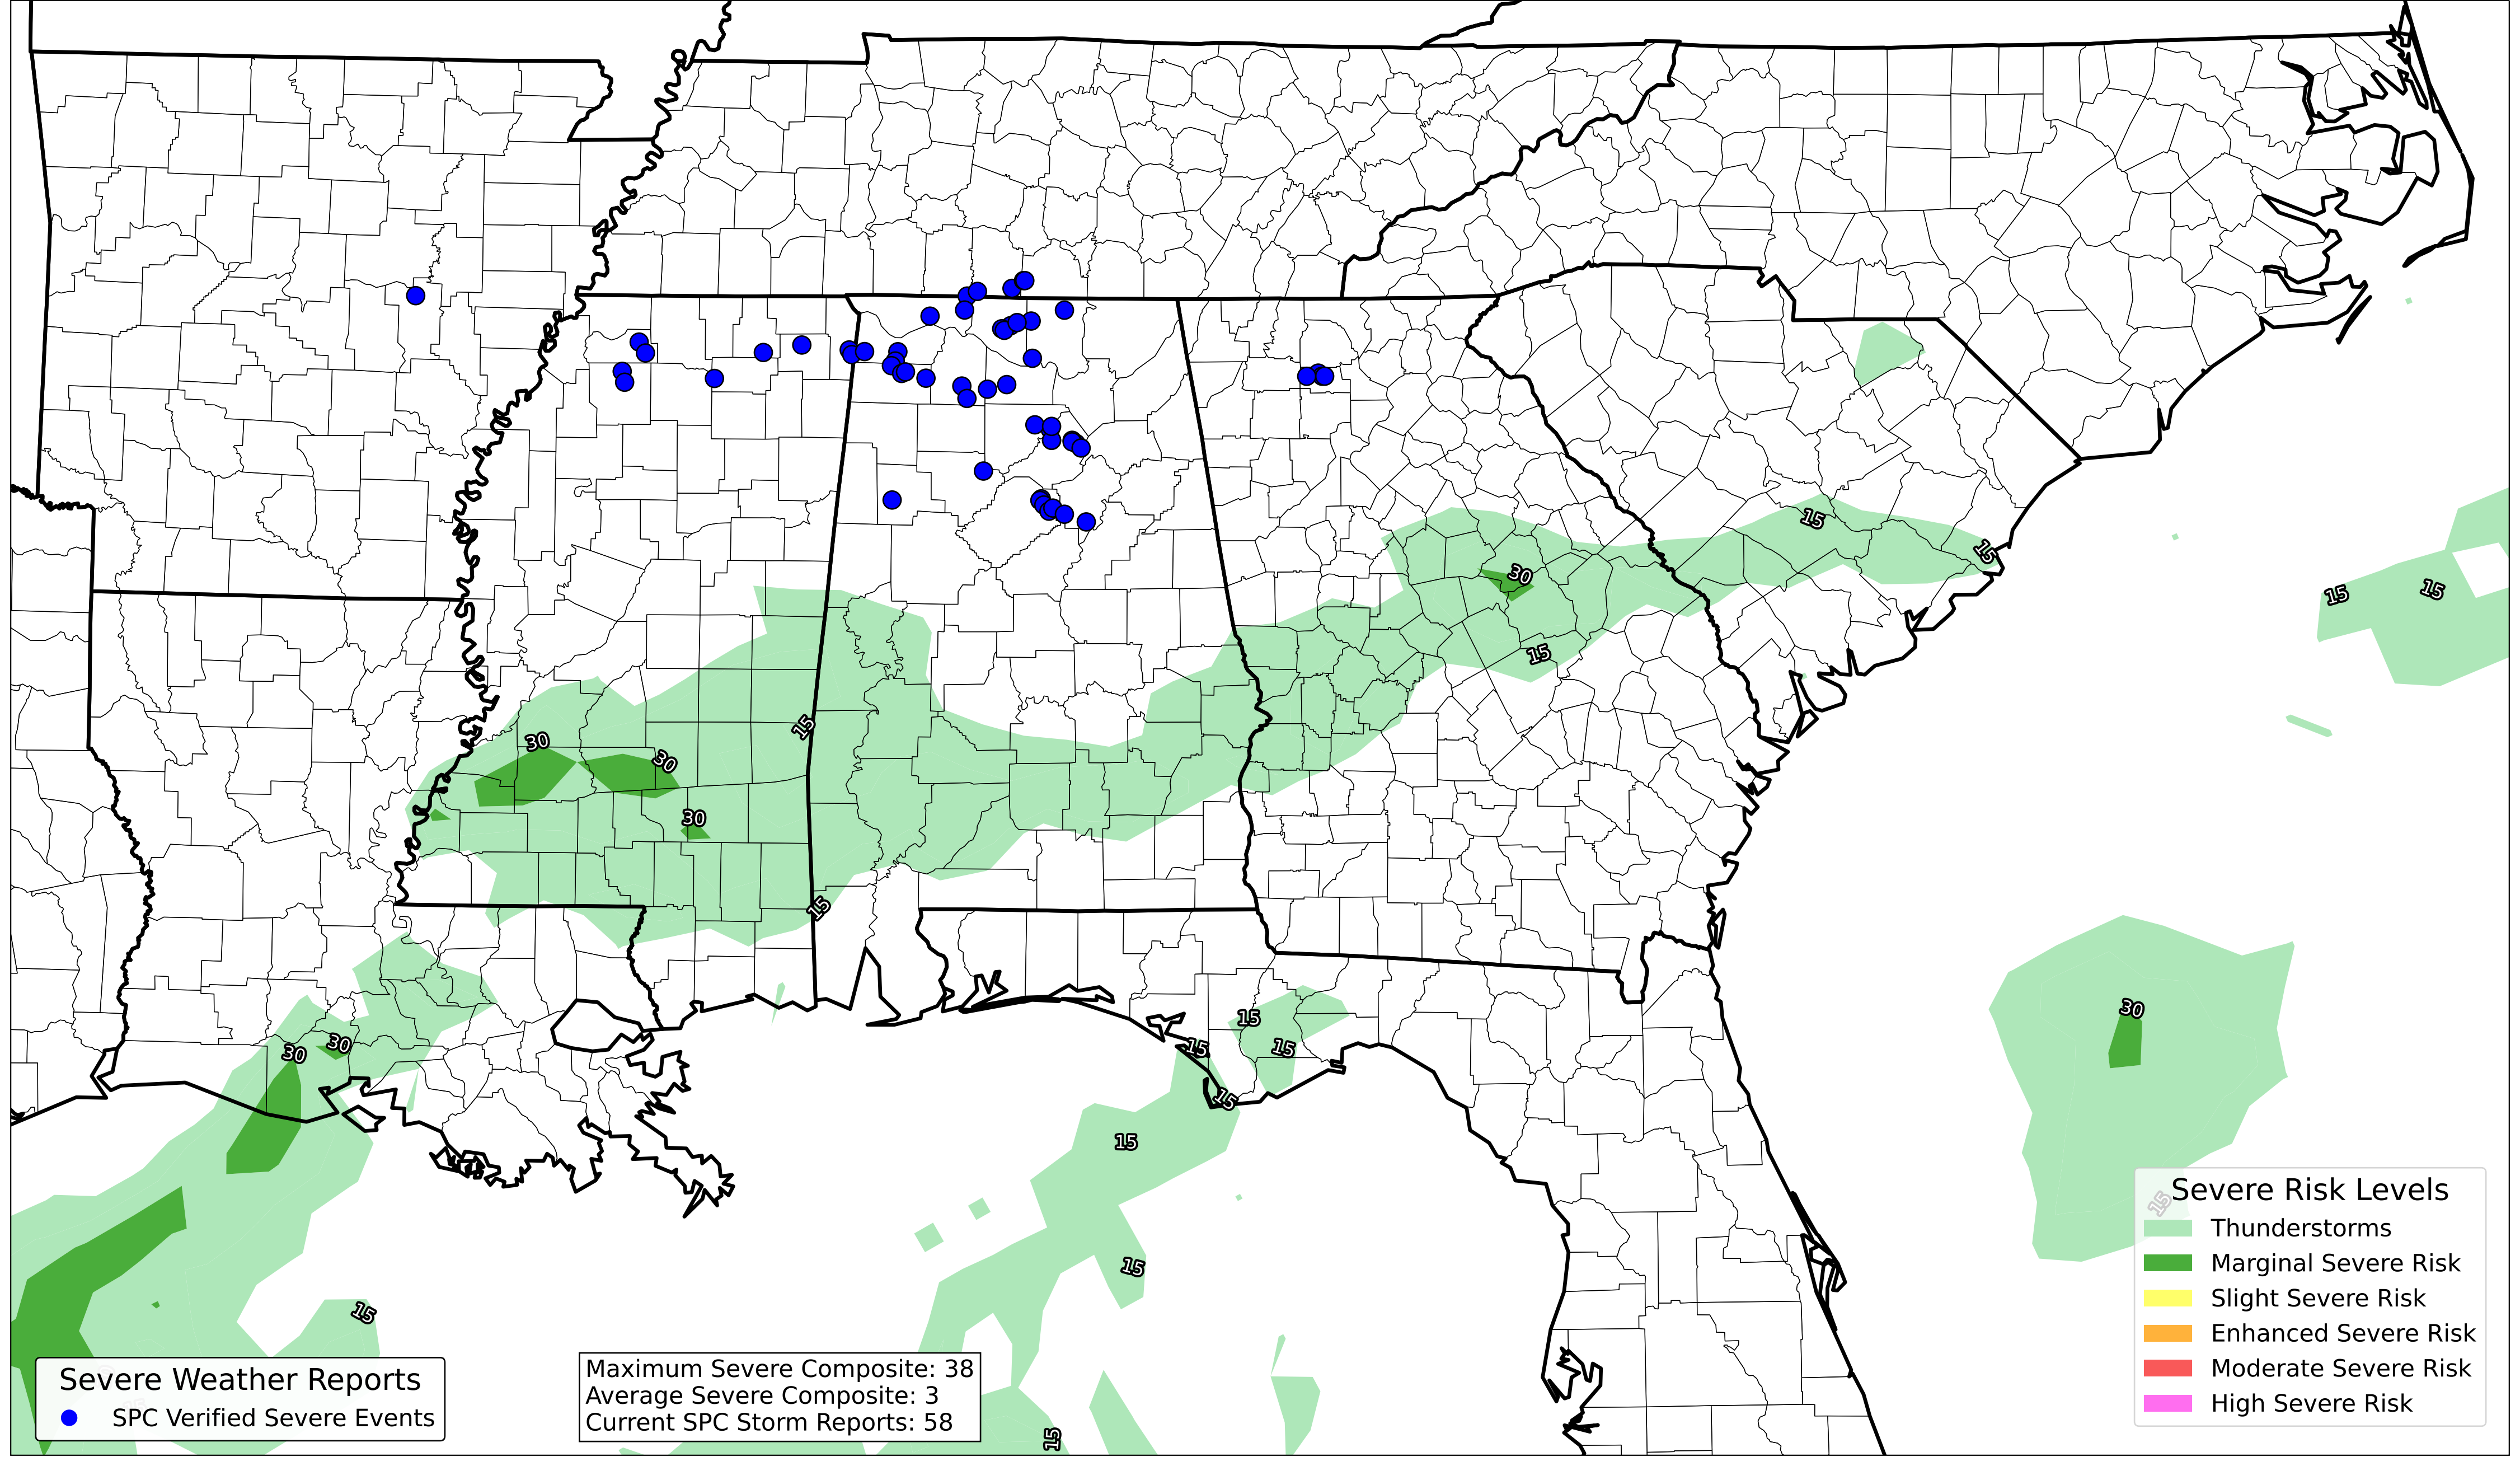 15
15
30
15
15
15
30
15
30
30
15
30
15
30
30
15
15
15
15
15
15
15
15
Severe Risk Levels
Thunderstorms
Marginal Severe Risk
Slight Severe Risk
Enhanced Severe Risk
Moderate Severe Risk
High Severe Risk
Severe Weather Reports
SPC Verified Severe Events
Maximum Severe Composite: 38
Average Severe Composite: 3
Current SPC Storm Reports: 58
15